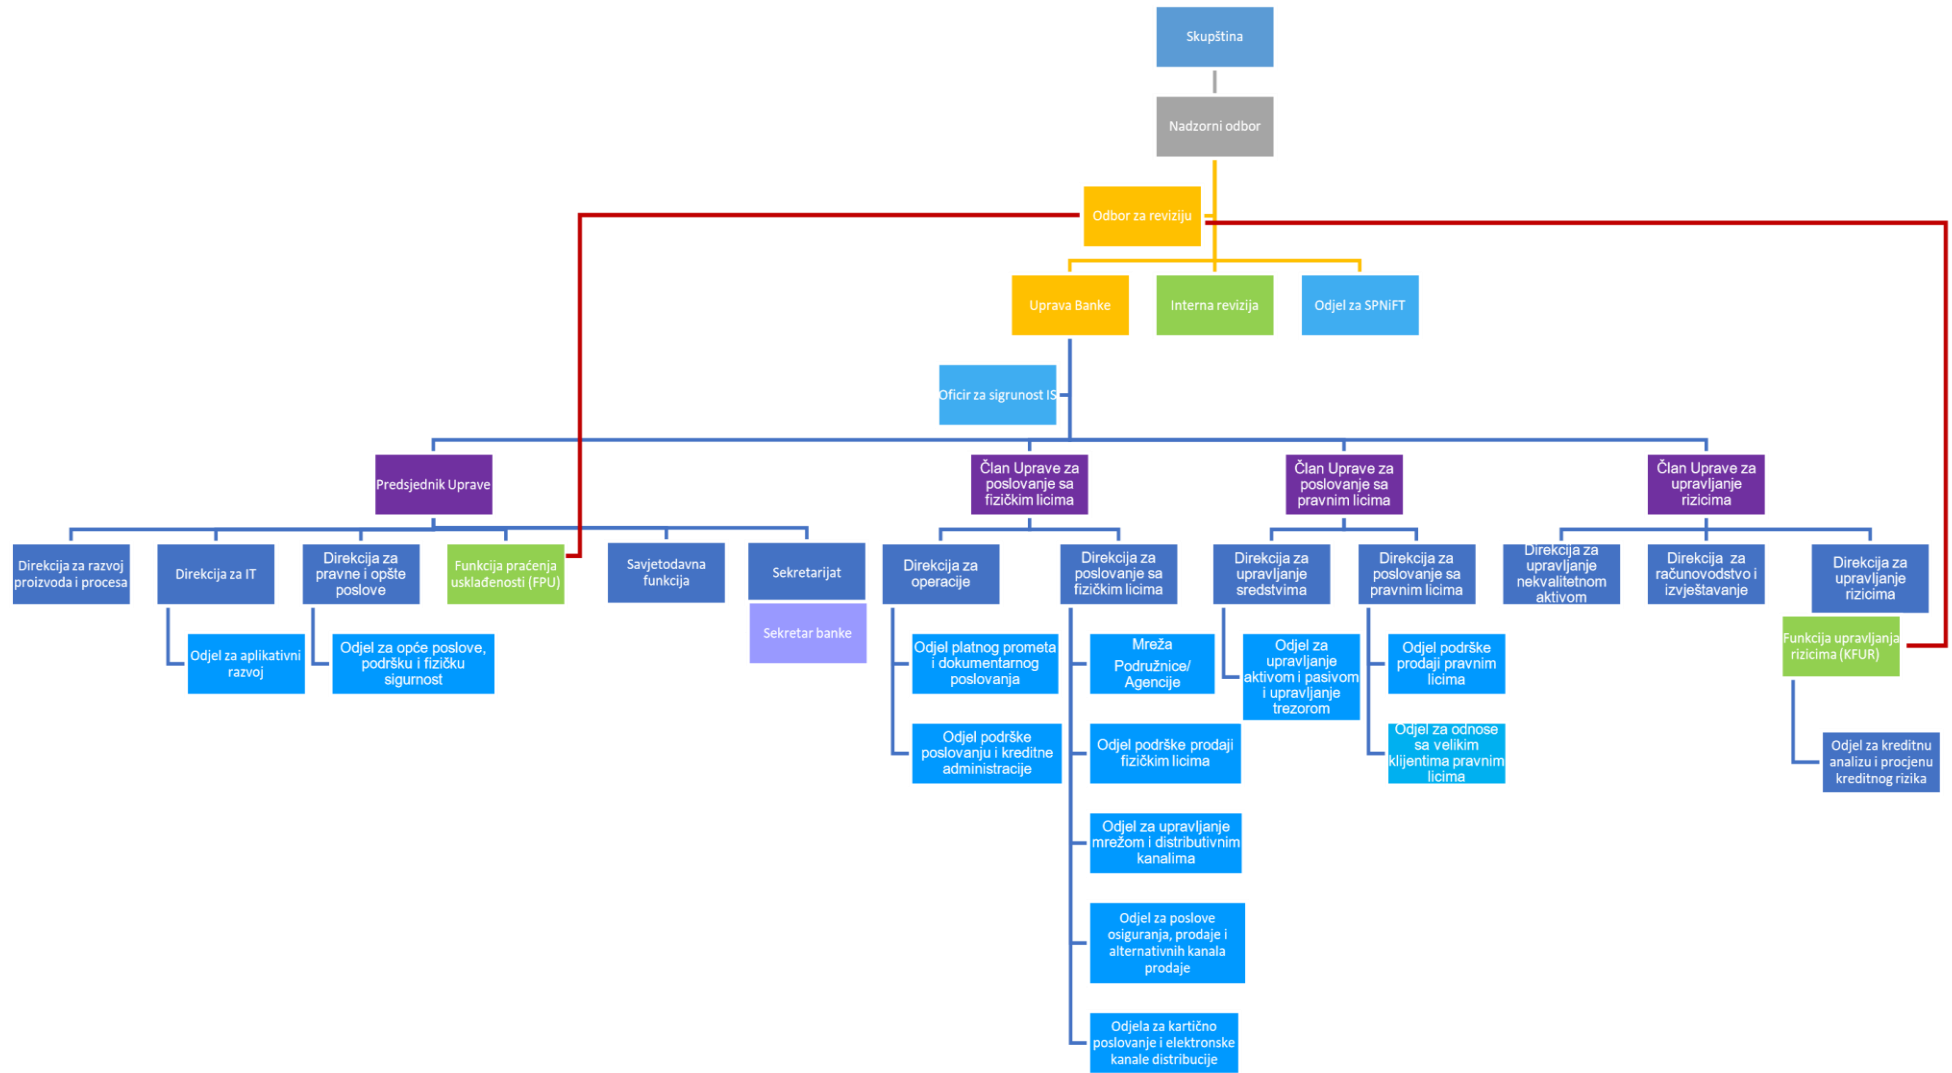 Skupština
Nadzorni odbor
Odbor za reviziju
Uprava Banke
Interna revizija
Odjel za SPNiFT
Oficir za sigrunost IS
Predsjednik Uprave
Član Uprave za
poslovanje sa
fizičkim licima
Član Uprave za
poslovanje sa
pravnim licima
Član Uprave za
upravljanje
rizicima
Direkcija za razvoj
proizvoda i procesa
Direkcija za IT
Direkcija za
pravne i opšte
poslove
Funkcija praćenja
usklađenosti (FPU)
Savjetodavna
funkcija
Sekretarijat
Sekretar banke
Direkcija za
operacije
Direkcija za
poslovanje sa
fizičkim licima
Direkcija za
upravljanje
sredstvima
Direkcija za
poslovanje sa
pravnim licima
Direkcija za
upravljanje
nekvalitetnom
aktivom
Direkcija  za
računovodstvo i
izvještavanje
Direkcija za
upravljanje
rizicima
Funkcija upravljanja
rizicima (KFUR)
Odjel za aplikativni
razvoj
Odjel za opće poslove,
podršku i fizičku
sigurnost
Odjel platnog prometa
i dokumentarnog
poslovanja
Mreža
Podružnice/
Agencije
Odjel za
upravljanje
aktivom i pasivom
i upravljanje
trezorom
Odjel podrške
prodaji pravnim
licima
Odjel podrške
poslovanju i kreditne
administracije
Odjel podrške prodaji
fizičkim licima
Odjel za odnose
sa velikim
klijentima pravnim
licima
Odjel za kreditnu
analizu i procjenu
kreditnog rizika
Odjel za upravljanje
mrežom i distributivnim
kanalima
Odjel za poslove
osiguranja, prodaje i
alternativnih kanala
prodaje
Odjela za kartično
poslovanje i elektronske
kanale distribucije